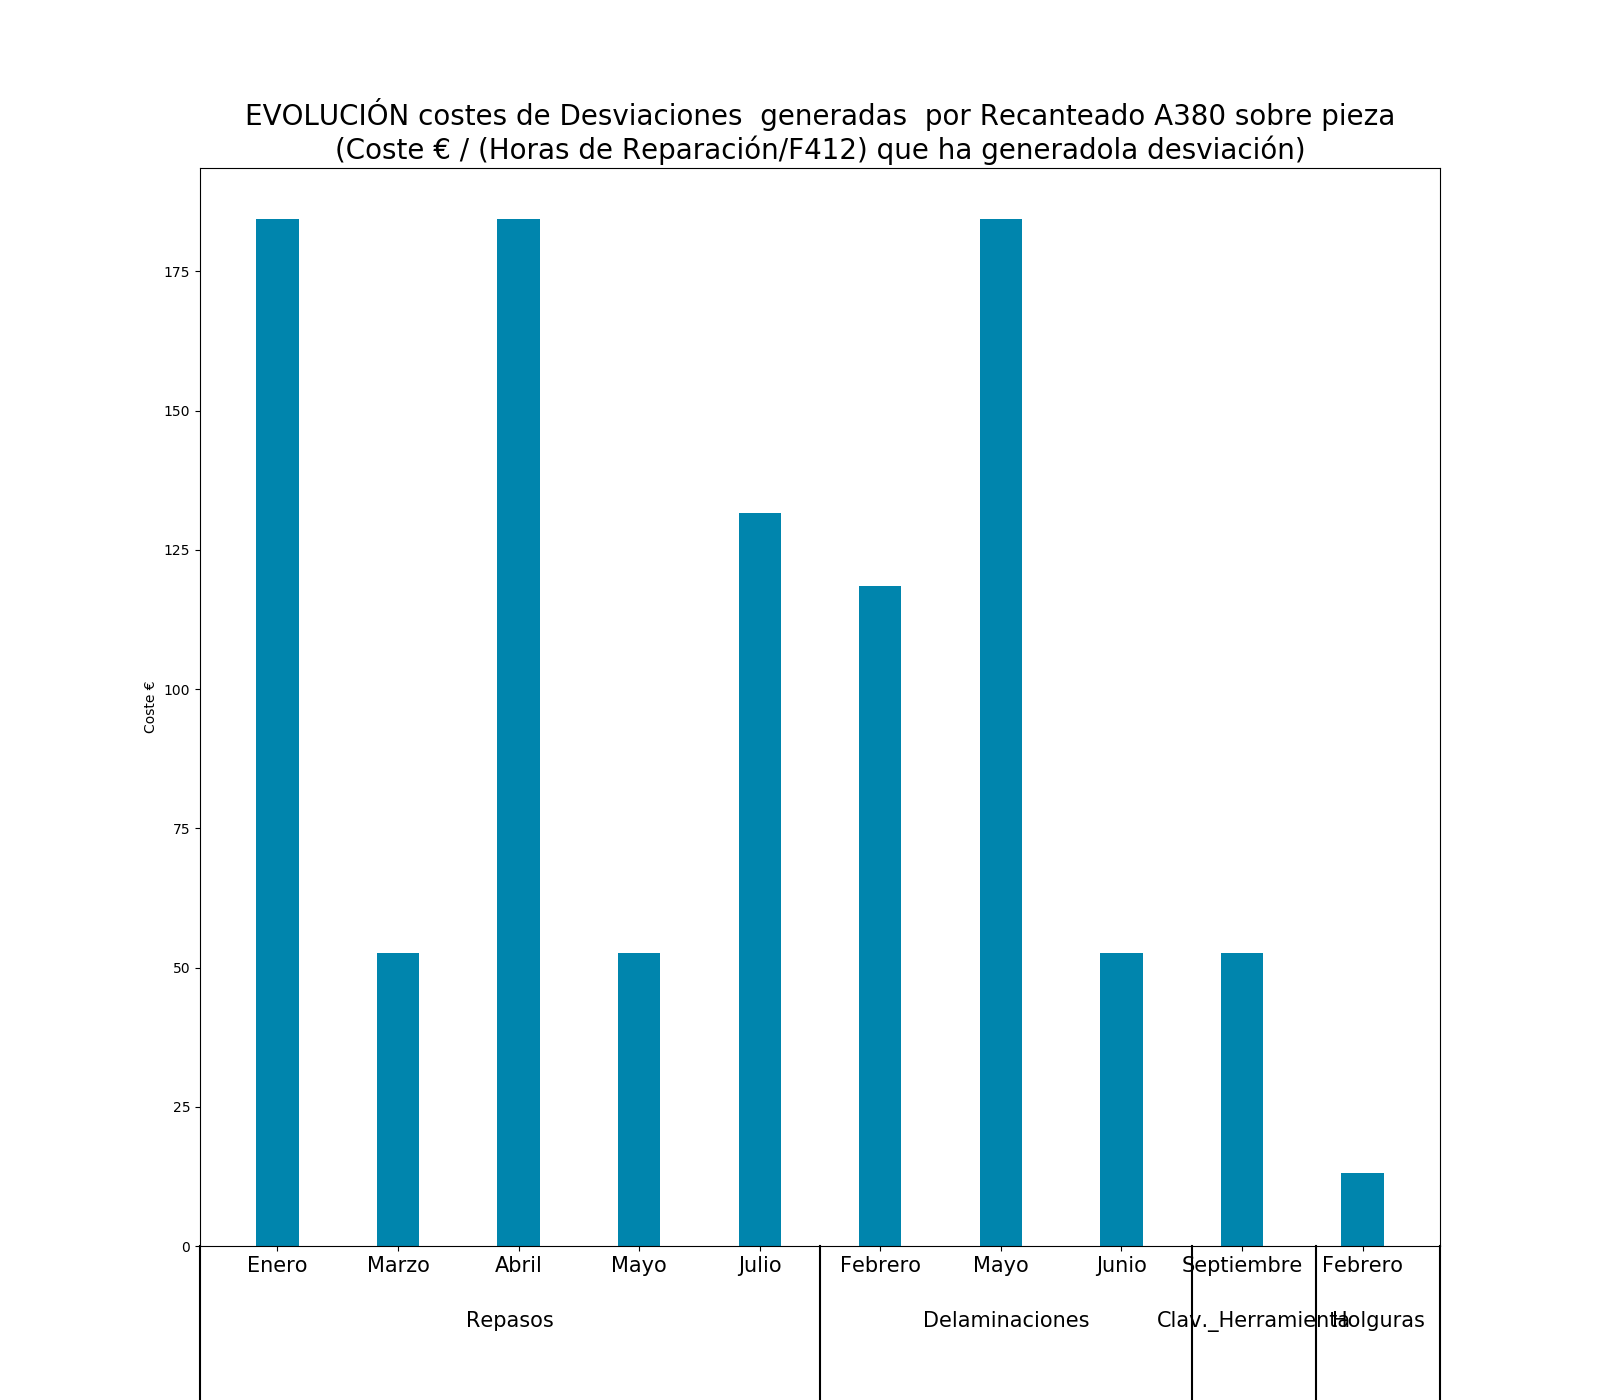 EVOLUCIÓN costes de Desviaciones  generadas  por Recanteado A380 sobre pieza
(Coste € / (Horas de Reparación/F412) que ha generadola desviación)
175
150
125
100
75
50
25
0
Coste €
Enero Marzo Abril Mayo Julio Febrero Mayo Junio Septiembre Febrero
Repasos Delaminaciones Clav._Herramienta Holguras